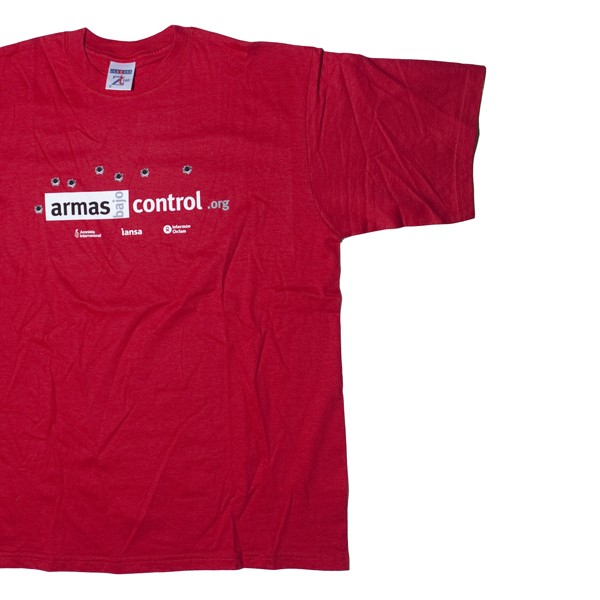 armas bajo control .org
Amnistía Internacional
iansa
Intermón Oxfam